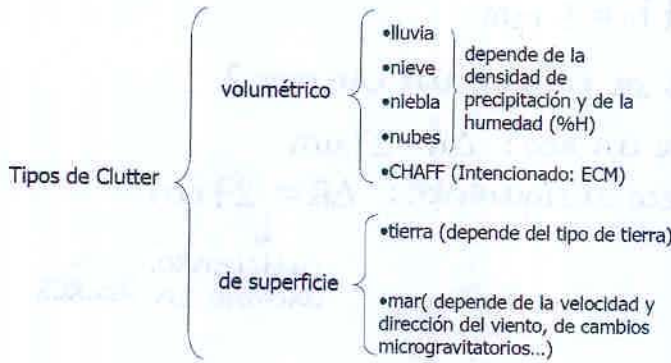 Tipos de Clutter
volumétrico
•lluvia
•nieve
•niebla
•nubes
depende de la
densidad de
precipitación y de la
humedad (%H)
•CHAFF (Intencionado: ECM)
de superficie
•tierra (depende del tipo de tierra)
•mar( depende de la velocidad y
dirección del viento, de cambios
microgravitatorios...)